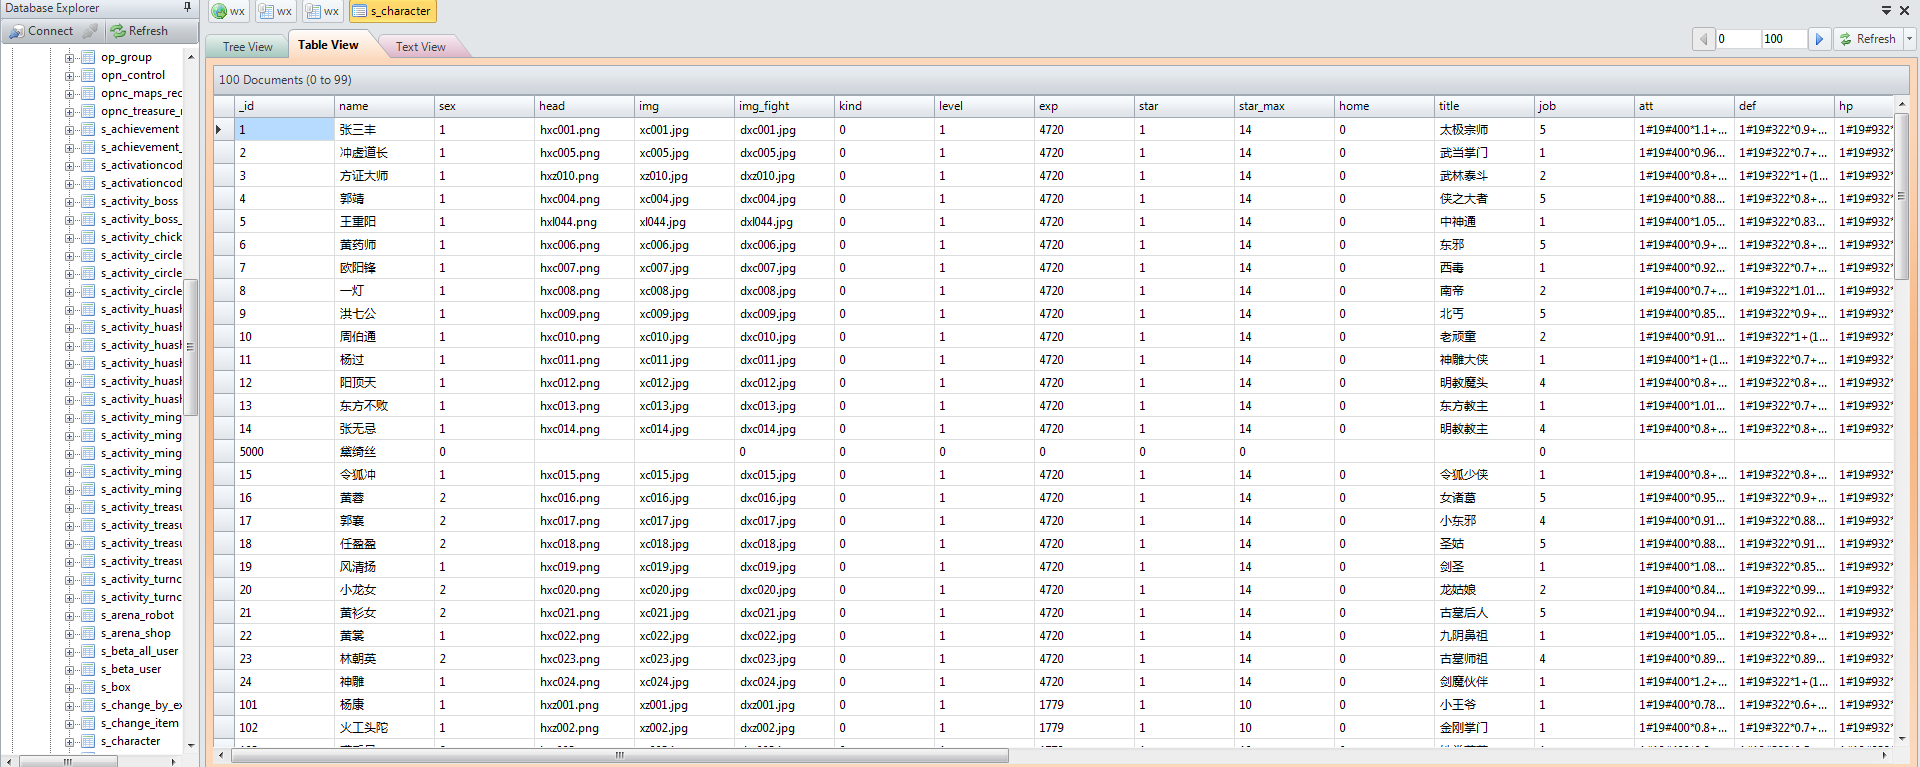 Database Explorer
Connect Refresh
op_group
opn_control
opnc_maps_rec
opnc_treasure_
s_achievement
s_achievement_
s_activationcod
s_activationcod
s_activity_boss
s_activity_boss_
s_activity_chick
s_activity_circle
s_activity_circle
s_activity_circle
s_activity_huash
s_activity_huash
s_activity_huash
s_activity_huash
s_activity_huash
s_activity_huash
s_activity_ming
s_activity_ming
s_activity_ming
s_activity_ming
s_activity_ming
s_activity_treasu
s_activity_treasu
s_activity_treasu
s_activity_treasu
s_activity_turnc
s_activity_turnc
s_arena_robot
s_arena_shop
s_beta_all_user
s_beta_user
s_box
s_change_by_ex
s_change_item
s_character
wx wx wx s_character
Tree View Table View Text View 0 100 Refresh
100 Documents (0 to 99)
_id name sex head img img_fight kind level exp star star_max home title job att def hp
1 张三丰 1 hxc001.png xc001.jpg dxc001.jpg 0 1 4720 1 14 0 太极宗师 5 1#19#400*1.1+... 1#19#322*0.9+... 1#19#932*
2 冲虚道长 1 hxc005.png xc005.jpg dxc005.jpg 0 1 4720 1 14 0 武当掌门 1 1#19#400*0.96... 1#19#322*0.7+... 1#19#932*
3 方证大师 1 hxz010.png xz010.jpg dxz010.jpg 0 1 4720 1 14 0 武林泰斗 2 1#19#400*0.8+... 1#19#322*1+(1... 1#19#932*
4 郭靖 1 hxc004.png xc004.jpg dxc004.jpg 0 1 4720 1 14 0 侠之大者 5 1#19#400*0.88... 1#19#322*0.8+... 1#19#932*
5 王重阳 1 hxl044.png xl044.jpg dxl044.jpg 0 1 4720 1 14 0 中神通 1 1#19#400*1.05... 1#19#322*0.83... 1#19#932*
6 黄药师 1 hxc006.png xc006.jpg dxc006.jpg 0 1 4720 1 14 0 东邪 5 1#19#400*0.9+... 1#19#322*0.8+... 1#19#932*
7 欧阳锋 1 hxc007.png xc007.jpg dxc007.jpg 0 1 4720 1 14 0 西毒 1 1#19#400*0.92... 1#19#322*0.7+... 1#19#932*
8 一灯 1 hxc008.png xc008.jpg dxc008.jpg 0 1 4720 1 14 0 南帝 2 1#19#400*0.7+... 1#19#322*1.01... 1#19#932*
9 洪七公 1 hxc009.png xc009.jpg dxc009.jpg 0 1 4720 1 14 0 北丐 5 1#19#400*0.85... 1#19#322*0.9+... 1#19#932*
10 周伯通 1 hxc010.png xc010.jpg dxc010.jpg 0 1 4720 1 14 0 老顽童 2 1#19#400*0.91... 1#19#322*1+(1... 1#19#932*
11 杨过 1 hxc011.png xc011.jpg dxc011.jpg 0 1 4720 1 14 0 神雕大侠 1 1#19#400*1+(1... 1#19#322*0.7+... 1#19#932*
12 阳顶天 1 hxc012.png xc012.jpg dxc012.jpg 0 1 4720 1 14 0 明教魔头 4 1#19#400*0.8+... 1#19#322*0.8+... 1#19#932*
13 东方不败 1 hxc013.png xc013.jpg dxc013.jpg 0 1 4720 1 14 0 东方教主 1 1#19#400*1.01... 1#19#322*0.7+... 1#19#932*
14 张无忌 1 hxc014.png xc014.jpg dxc014.jpg 0 1 4720 1 14 0 明教教主 4 1#19#400*0.8+... 1#19#322*0.8+... 1#19#932*
5000 黛绮丝 0 0 0 0 0 0 0 0
15 令狐冲 1 hxc015.png xc015.jpg dxc015.jpg 0 1 4720 1 14 0 令狐少侠 1 1#19#400*0.8+... 1#19#322*0.6+... 1#19#932*
16 黄蓉 2 hxc016.png xc016.jpg dxc016.jpg 0 1 4720 1 14 0 女诸葛 5 1#19#400*0.95... 1#19#322*0.9+... 1#19#932*
17 郭襄 2 hxc017.png xc017.jpg dxc017.jpg 0 1 4720 1 14 0 小东邪 4 1#19#400*0.91... 1#19#322*0.88... 1#19#932*
18 任盈盈 2 hxc018.png xc018.jpg dxc018.jpg 0 1 4720 1 14 0 圣姑 5 1#19#400*0.88... 1#19#322*0.91... 1#19#932*
19 风清扬 1 hxc019.png xc019.jpg dxc019.jpg 0 1 4720 1 14 0 剑圣 1 1#19#400*1.08... 1#19#322*0.85... 1#19#932*
20 小龙女 2 hxc020.png xc020.jpg dxc020.jpg 0 1 4720 1 14 0 龙姑娘 2 1#19#400*0.84... 1#19#322*0.99... 1#19#932*
21 黄衫女 2 hxc021.png xc021.jpg dxc021.jpg 0 1 4720 1 14 0 古墓后人 5 1#19#400*0.94... 1#19#322*0.92... 1#19#932*
22 黄裳 1 hxc022.png xc022.jpg dxc022.jpg 0 1 4720 1 14 0 九阴鼻祖 1 1#19#400*1.05... 1#19#322*0.8+... 1#19#932*
23 林朝英 2 hxc023.png xc023.jpg dxc023.jpg 0 1 4720 1 14 0 古墓师祖 4 1#19#400*0.89... 1#19#322*0.89... 1#19#932*
24 神雕 1 hxc024.png xc024.jpg dxc024.jpg 0 1 4720 1 14 0 剑魔伙伴 1 1#19#400*1.2+... 1#19#322*1+(1... 1#19#932*
101 杨康 1 hxz001.png xz001.jpg dxz001.jpg 0 1 1779 1 10 0 小王爷 1 1#19#400*0.78... 1#19#322*0.6+... 1#19#932*
102 火工头陀 1 hxz002.png xz002.jpg dxz002.jpg 0 1 1779 1 10 0 金刚掌门 1 1#19#400*0.8+... 1#19#322*0.7+... 1#19#932*